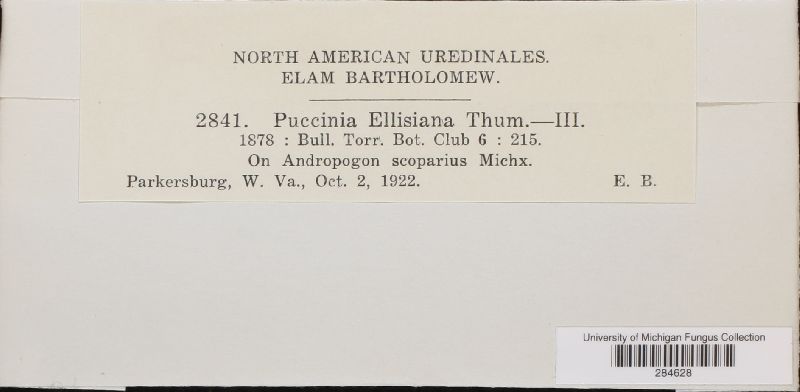 NORTH AMERICAN UREDINALES.
ELAM BARTHOLOMEW.
2841. Puccinia Ellisiana Thum.—III.
1878 : Bull. Torr. Bot. Club 6 : 215.
On Andropogon scoparius Michx.
Parkersburg, W. Va., Oct. 2, 1922. E. B.
University of Michigan Fungus Collection
284628